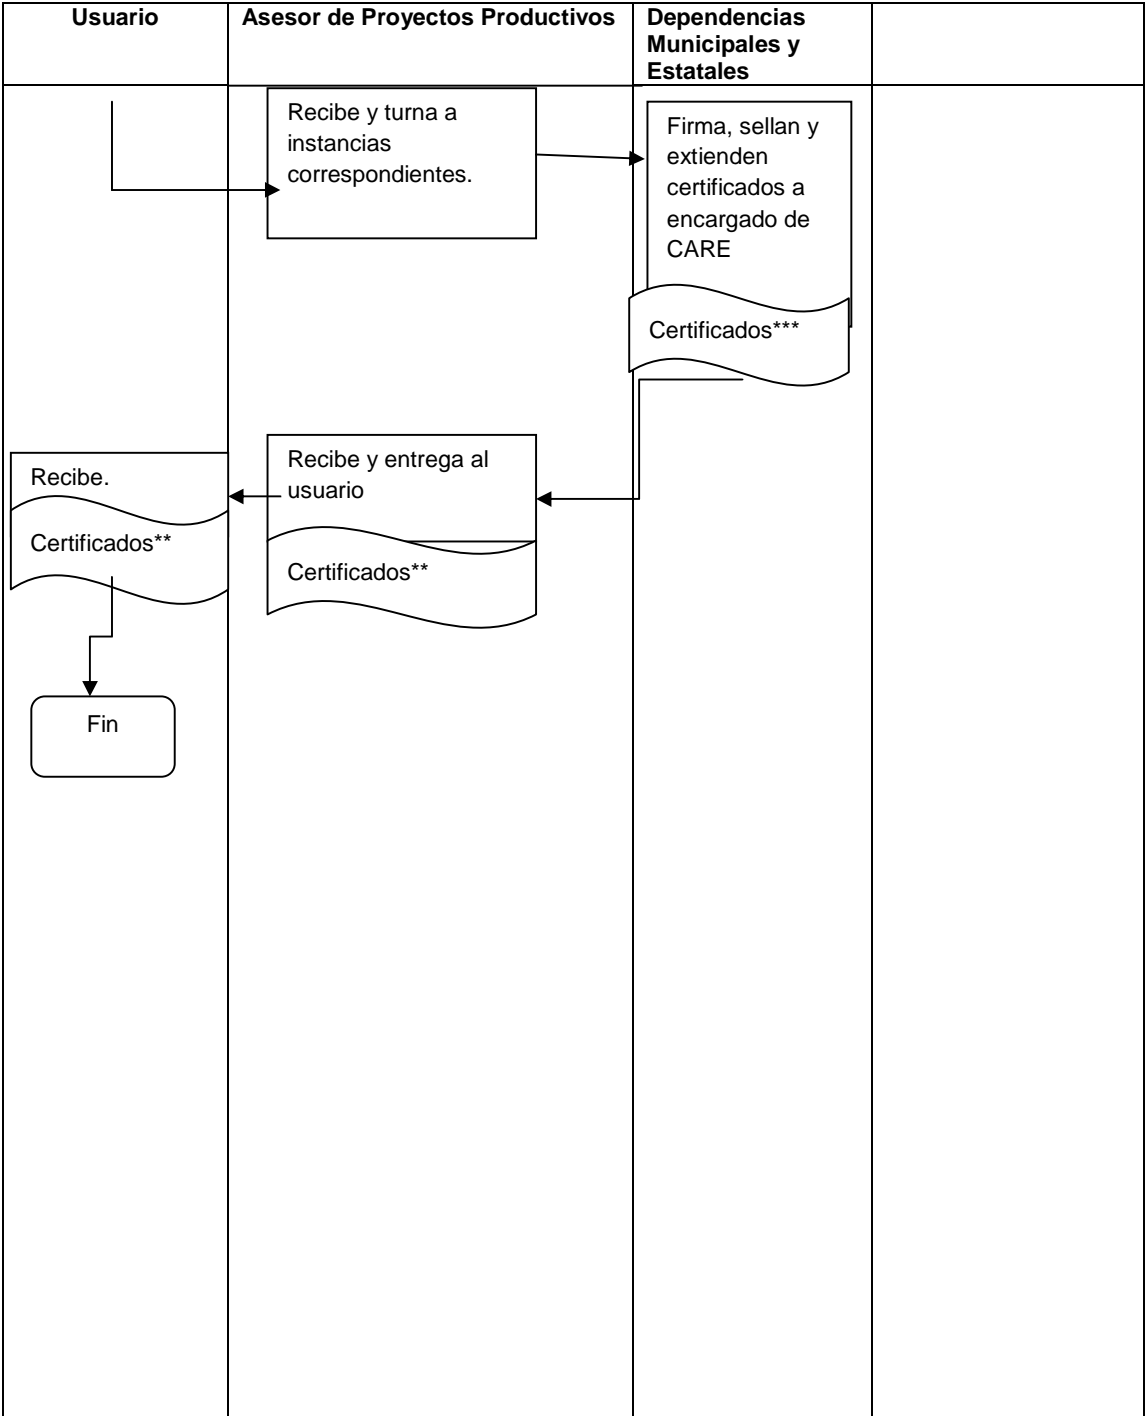 Usuario
Asesor de Proyectos Productivos
Dependencias
Municipales y
Estatales
Recibe y turna a
instancias
correspondientes.
Firma, sellan y
extienden
certificados a
encargado de
CARE
Certificados***
Recibe y entrega al
usuario
Certificados**
Recibe.
Certificados**
Fin